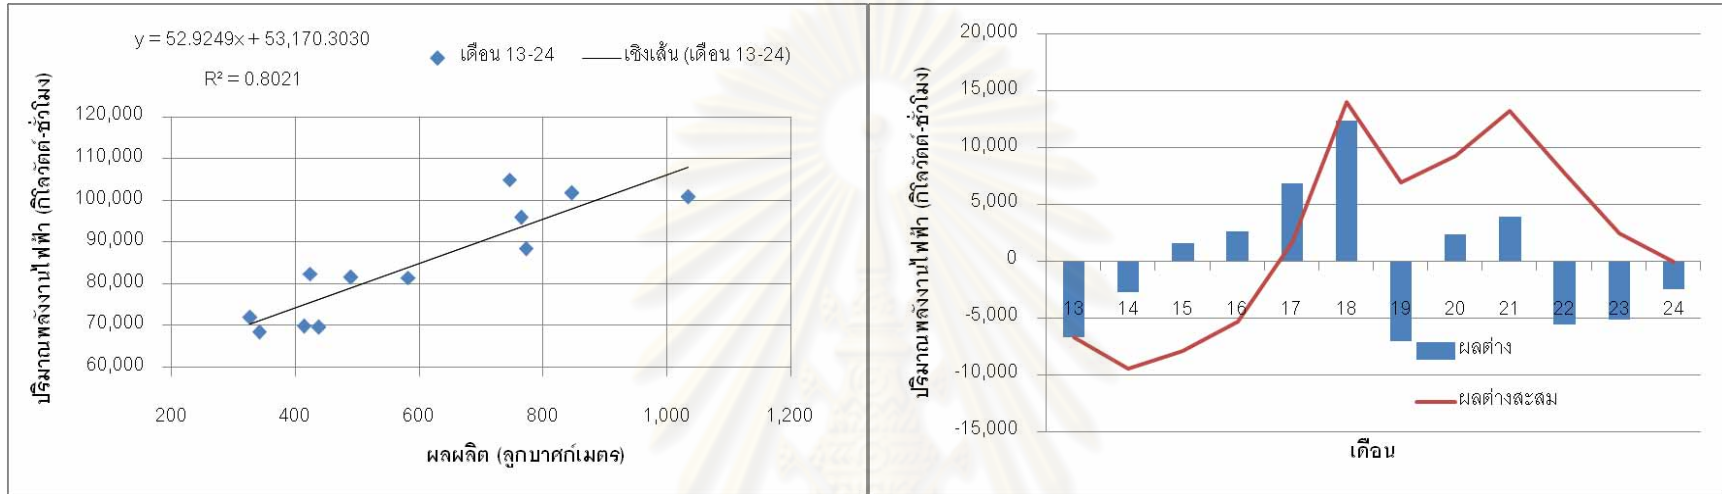 y = 52.9249x + 53,170.3030
R² = 0.8021
เดือน 13-24
เชิงเส้น (เดือน 13-24)
ปริมาณพลังงานไฟฟ้า (กิโลวัตต์-ชั่วโมง)
120,000
110,000
100,000
90,000
80,000
70,000
60,000
200 400 600 800 1,000 1,200
ผลผลิต (ลูกบาศก์เมตร)
ปริมาณพลังงานไฟฟ้า (กิโลวัตต์-ชั่วโมง)
20,000
15,000
10,000
5,000
0
-5,000
-10,000
-15,000
13 14 15 16 17 18 19 20 21 22 23 24
ผลต่าง
ผลต่างสะสม
เดือน